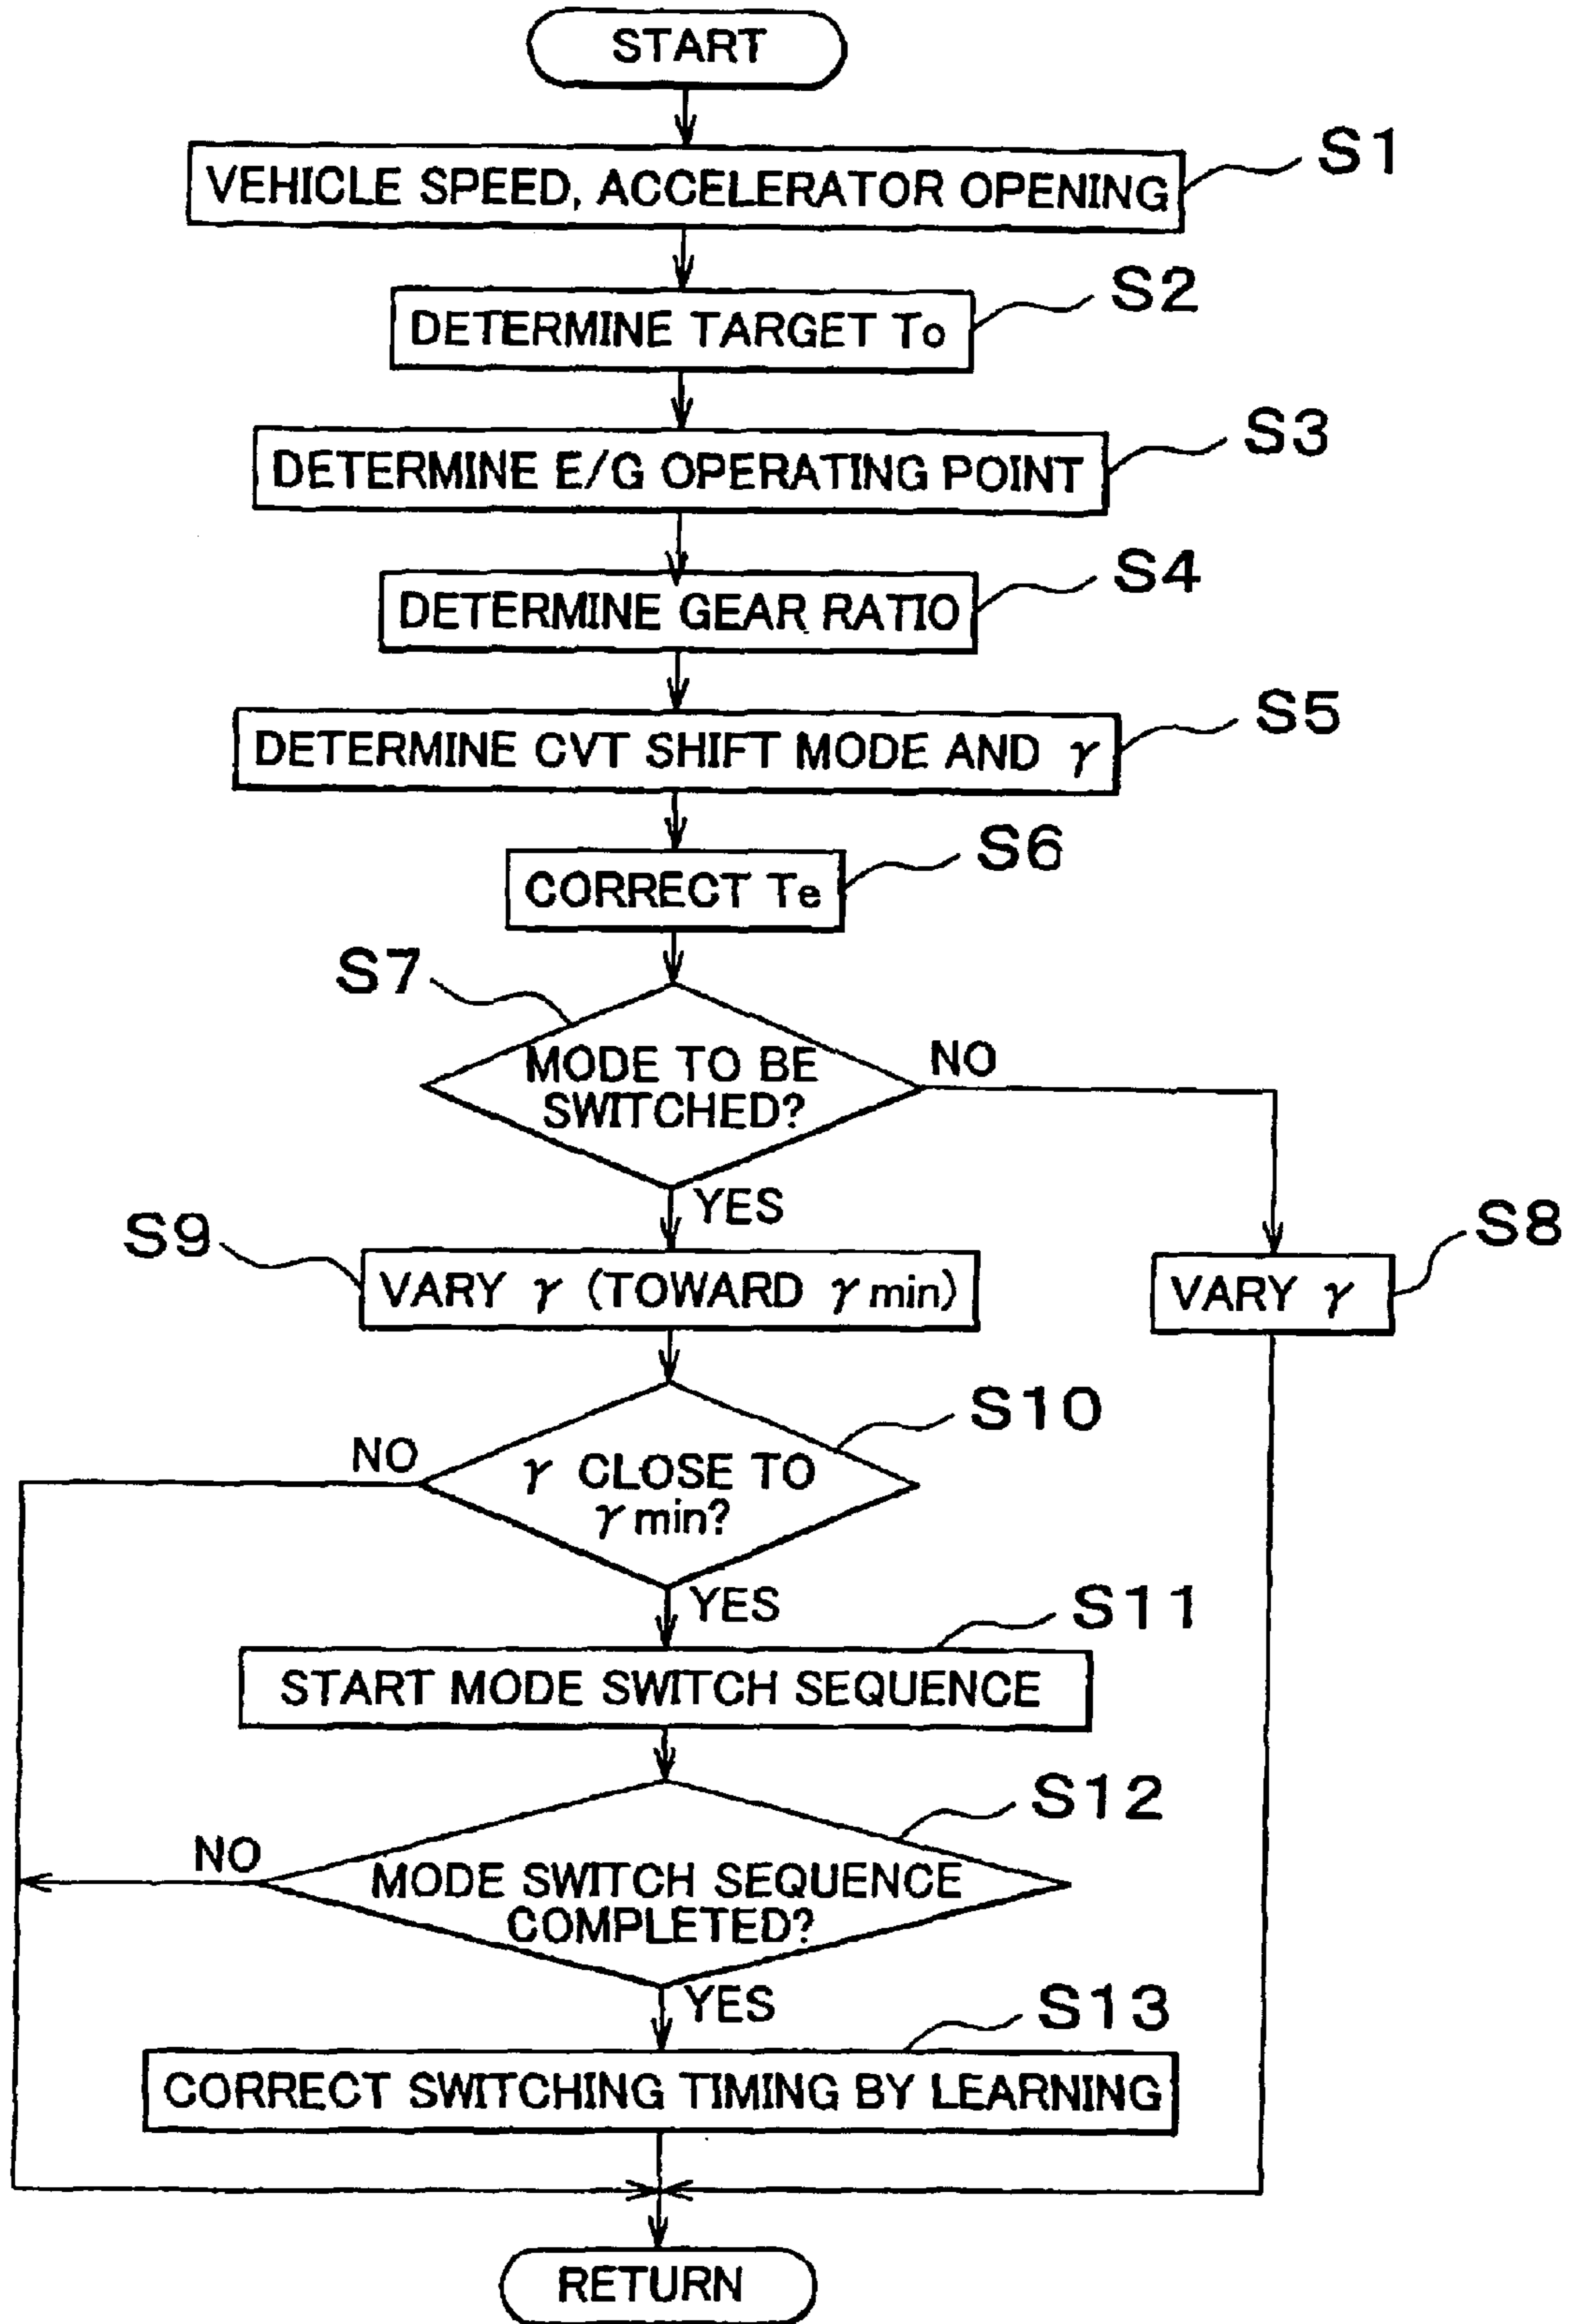 START
VEHICLE SPEED, ACCELERATOR OPENING
S1
DETERMINE TARGET To
S2
DETERMINE E/G OPERATING POINT
S3
DETERMINE GEAR RATIO
S4
DETERMINE CVT SHIFT MODE AND γ
S5
CORRECT Te
S6
S7
MODE TO BE
SWITCHED?
NO
YES
S9
VARY γ (TOWARD γ min)
VARY γ
S8
S10
NO
γ CLOSE TO
γ min?
YES
S11
START MODE SWITCH SEQUENCE
S12
NO
MODE SWITCH SEQUENCE
COMPLETED?
YES
S13
CORRECT SWITCHING TIMING BY LEARNING
RETURN